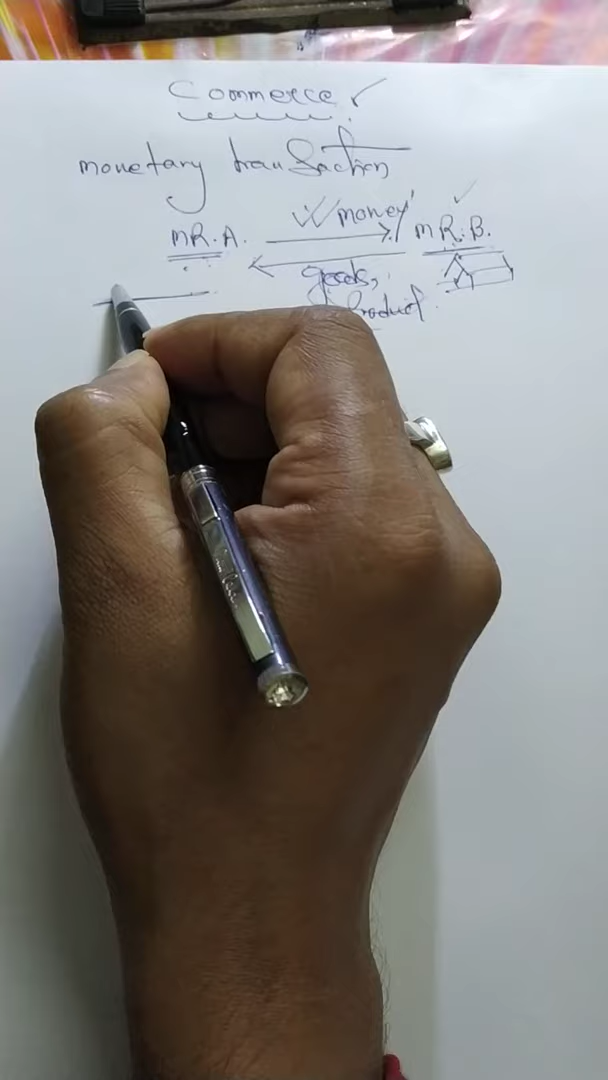 Commerce
monetary transaction
money
MR. A. MR. B.
goods,
Product.